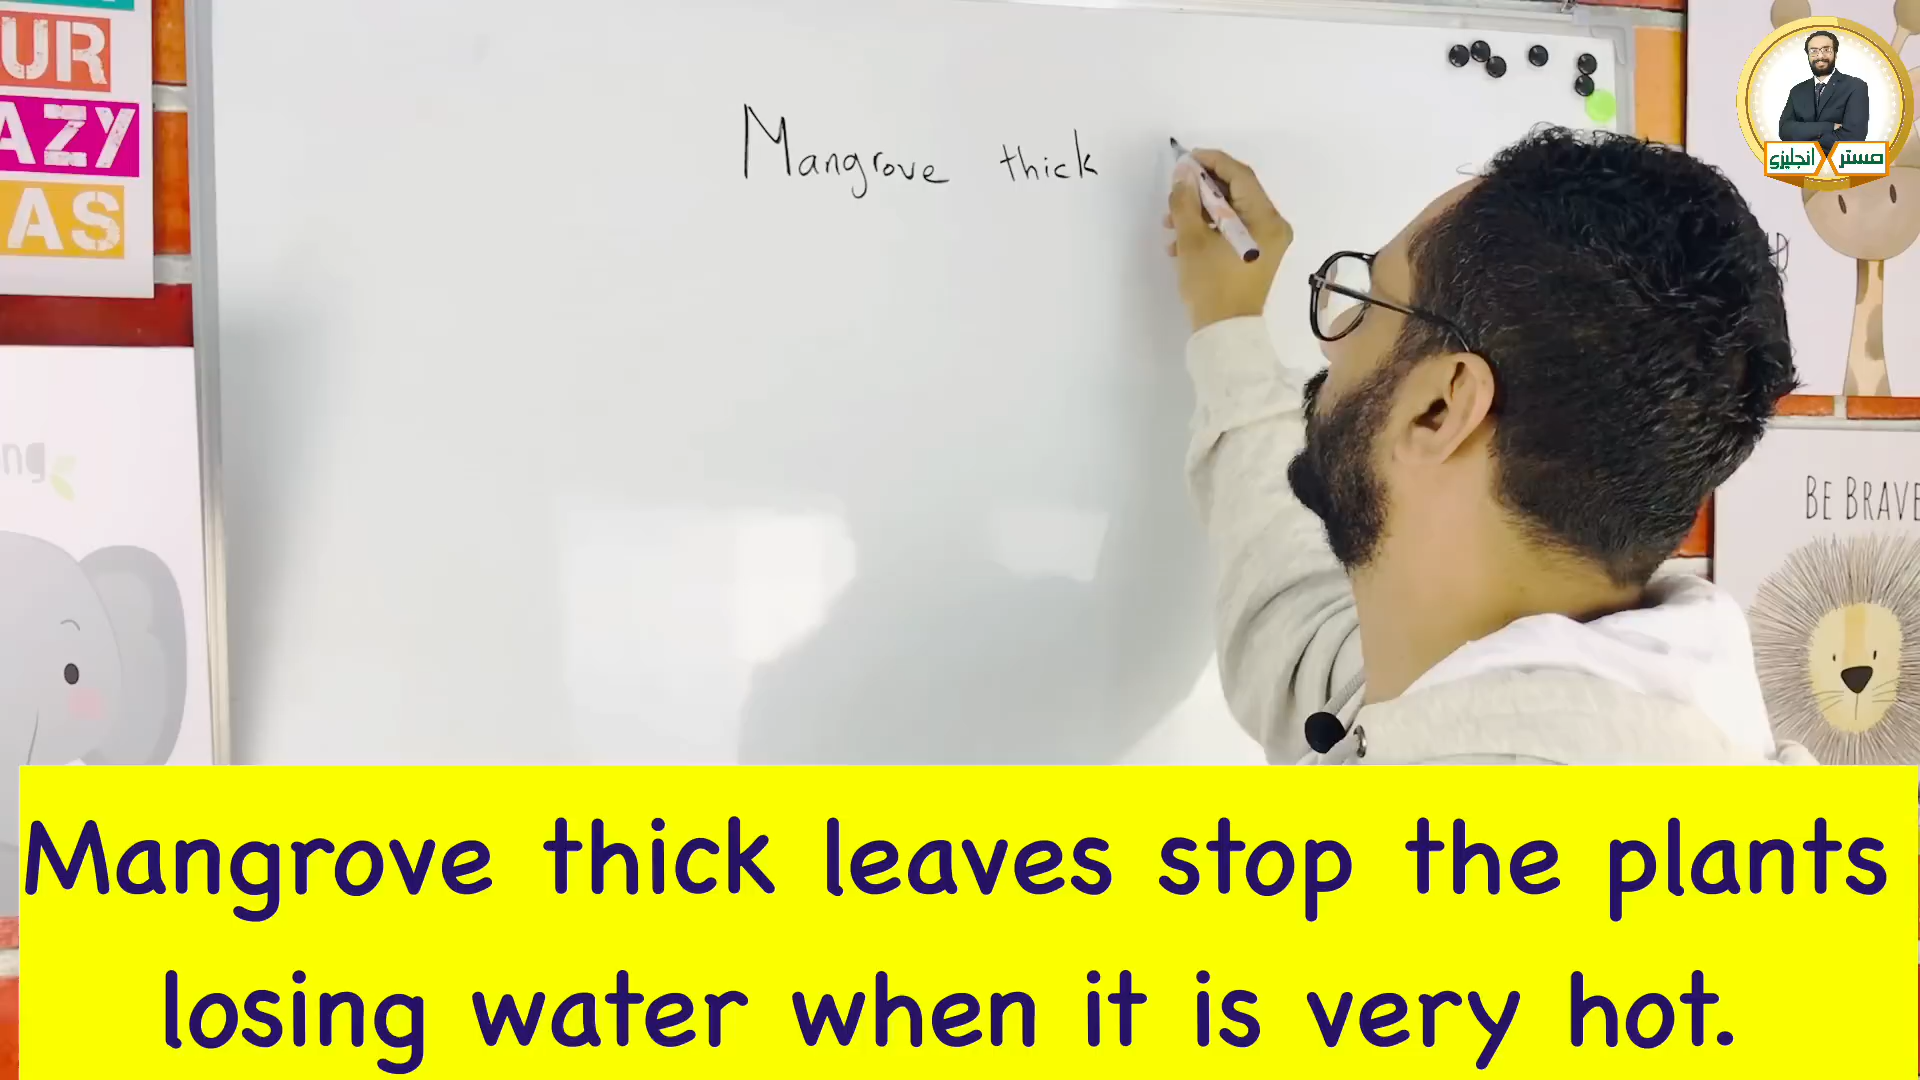 UR
AZY
AS
ng
Mangrove thick
مستر X انجليزي
BE BRAVE
Mangrove thick leaves stop the plants
losing water when it is very hot.